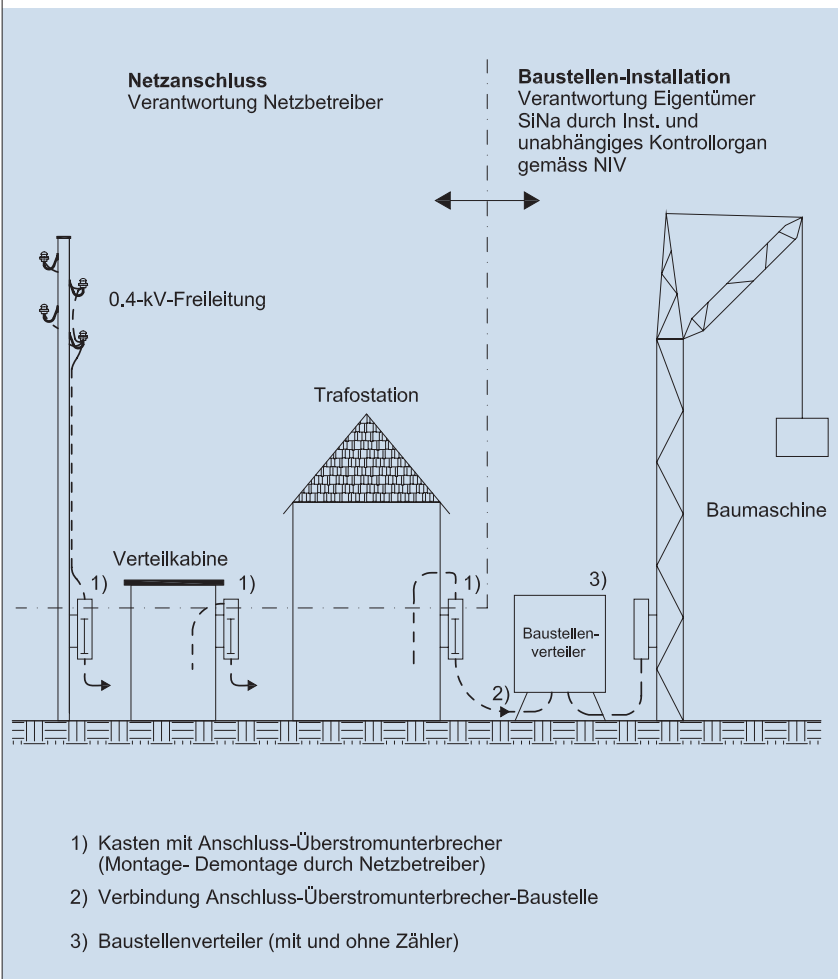 Netzanschluss
Verantwortung Netzbetreiber
Baustellen-Installation
Verantwortung Eigentümer
SiNa durch Inst. und
unabhängiges Kontrollorgan
gemäss NIV
0.4-kV-Freileitung
Trafostation
Baumaschine
Verteilkabine
1)
1)
1)
3)
Baustellen-
verteiler
2)
1) Kasten mit Anschluss-Überstromunterbrecher
(Montage- Demontage durch Netzbetreiber)
2) Verbindung Anschluss-Überstromunterbrecher-Baustelle
3) Baustellenverteiler (mit und ohne Zähler)